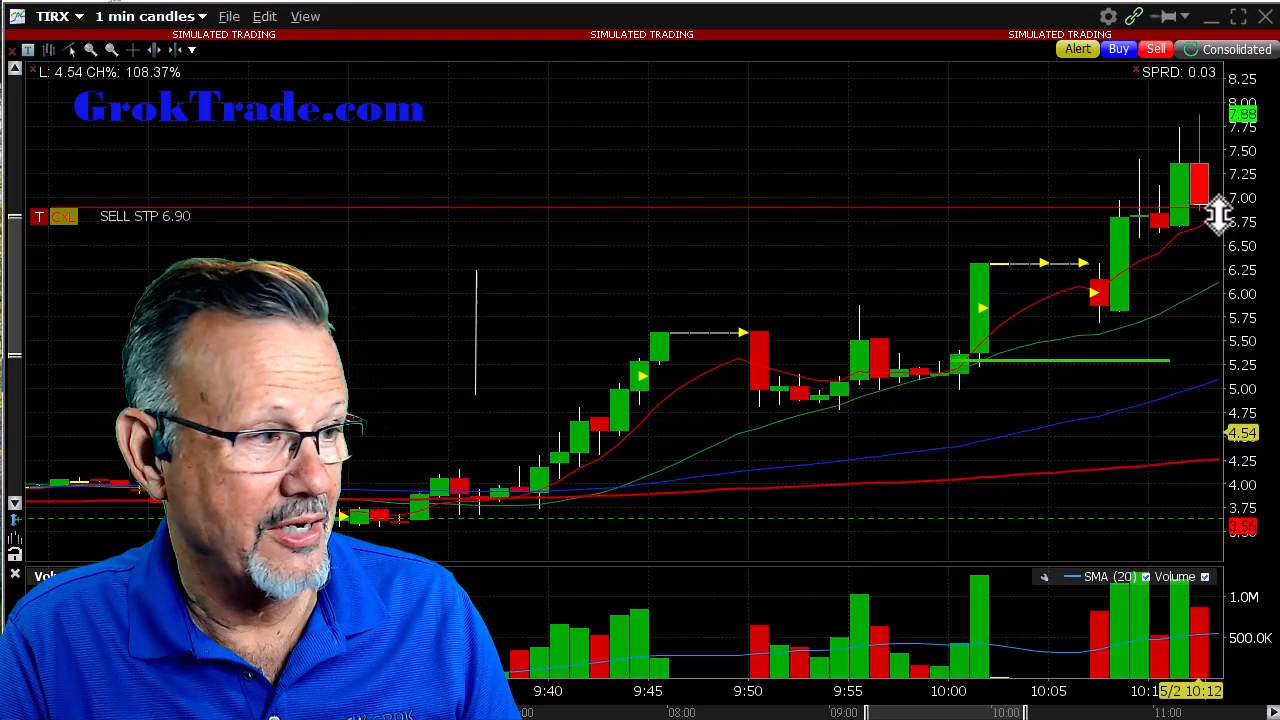 TIRX 1 min candles File Edit View
SIMULATED TRADING SIMULATED TRADING SIMULATED TRADING
T Alert Buy Sell Consolidated
L: 4.54 CH%: 108.37% SPRD: 0.03
GrokTrade.com
8.25
8.00
7.88
7.75
7.50
7.25
7.00
T CXL SELL STP 6.90
6.75
6.50
6.25
6.00
5.75
5.50
5.25
5.00
4.75
4.54
4.25
4.00
3.75
3.56
SMA (20) Volume
1.0M
500.0K
9:40 9:45 9:50 9:55 10:00 10:05 5/2 10:12
08:00 09:00 10:00 11:00